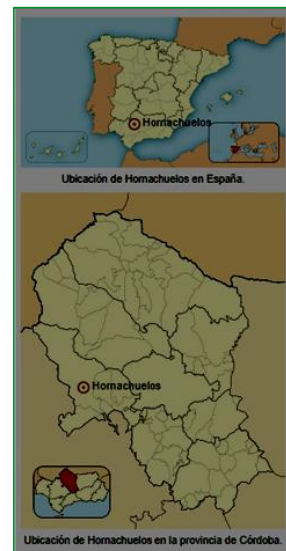 Hornachuelos
Ubicación de Hornachuelos en España.
Hornachuelos
Ubicación de Hornachuelos en la provincia de Córdoba.